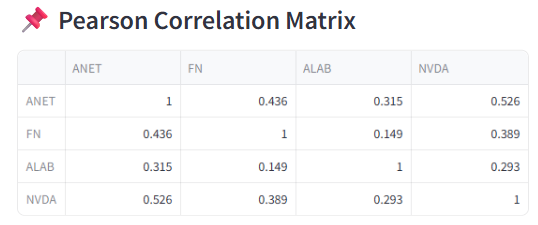 Pearson Correlation Matrix
ANET FN ALAB NVDA
ANET 1 0.436 0.315 0.526
FN 0.436 1 0.149 0.389
ALAB 0.315 0.149 1 0.293
NVDA 0.526 0.389 0.293 1